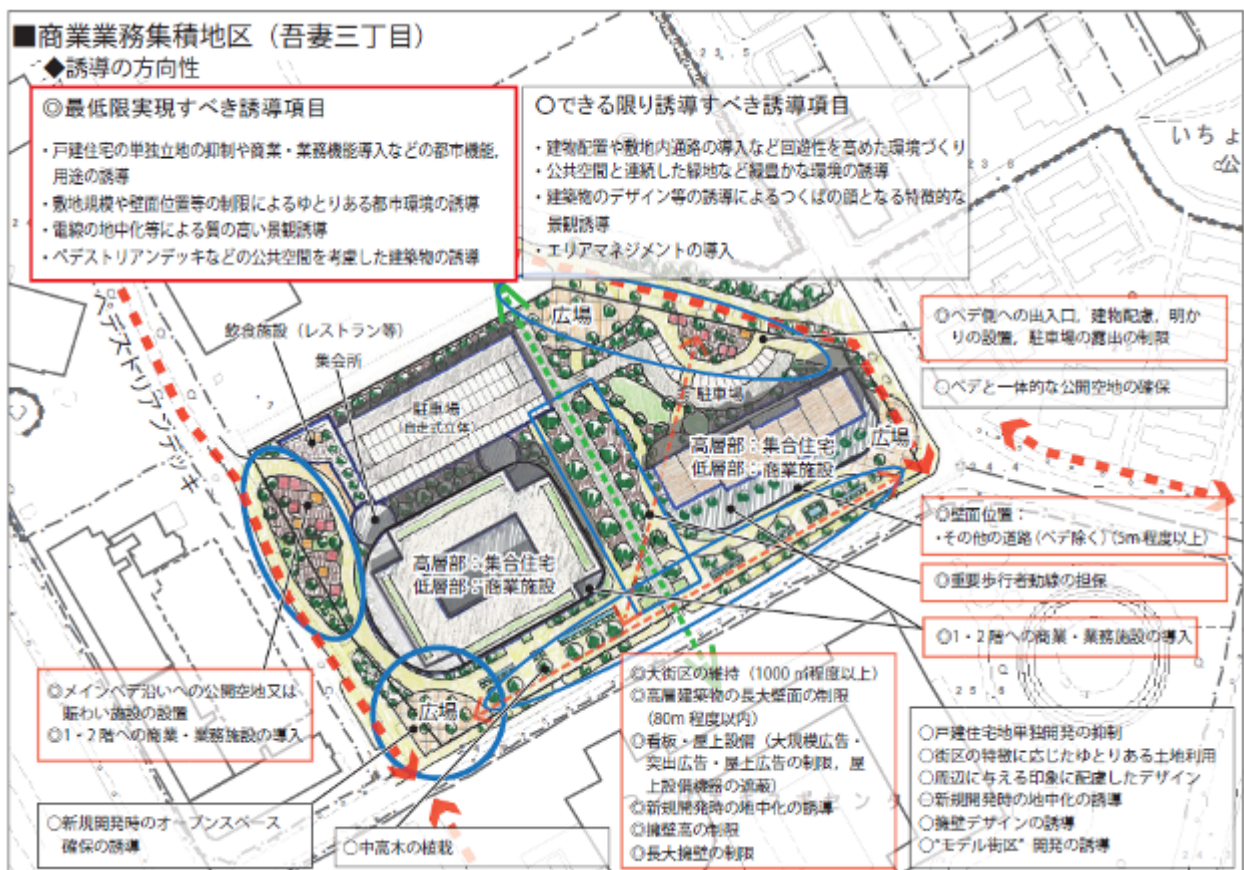 ■商業業務集積地区（吾妻三丁目）
◆誘導の方向性
◎最低限実現すべき誘導項目
・戸建住宅の単独立地の抑制や商業・業務機能導入などの都市機能，
用途の誘導
・敷地規模や壁面位置等の制限によるゆとりある都市環境の誘導
・電線の地中化等による質の高い景観誘導
・ペデストリアンデッキなどの公共空間を考慮した建築物の誘導
〇できる限り誘導すべき誘導項目
・建物配置や敷地内通路の導入など回遊性を高めた環境づくり
・公共空間と連続した緑地など緑豊かな環境の誘導
・建築物のデザイン等の誘導によるつくばの顔となる特徴的な
景観誘導
・エリアマネジメントの導入
いちょ
公
ペデストリアンデッキ
飲食施設（レストラン等）
集会所
広場
駐車場
（自走式立体）
駐車場
高層部：集合住宅
低層部：商業施設
広場
高層部：集合住宅
低層部：商業施設
広場
◎ペデ側への出入口，建物配慮，明か
りの設置，駐車場の露出の制限
〇ペデと一体的な公開空地の確保
◎壁面位置：
・その他の道路（ペデ除く）（5m程度以上）
◎重要歩行者動線の担保
◎1・2階への商業・業務施設の導入
◎メインペデ沿いへの公開空地又は
賑わい施設の設置
◎1・2階への商業・業務施設の導入
〇新規開発時のオープンスペース
確保の誘導
〇中高木の植栽
◎大街区の維持（1000㎡程度以上）
◎高層建築物の長大壁面の制限
（80m程度以内）
◎看板・屋上設備（大規模広告・
突出広告・屋上広告の制限，屋
上設備機器の遮蔽）
◎新規開発時の地中化の誘導
◎擁壁高の制限
◎長大擁壁の制限
センタ
〇戸建住宅地単独開発の抑制
〇街区の特徴に応じたゆとりある土地利用
〇周辺に与える印象に配慮したデザイン
〇新規開発時の地中化の誘導
〇擁壁デザインの誘導
〇“モデル街区”開発の誘導